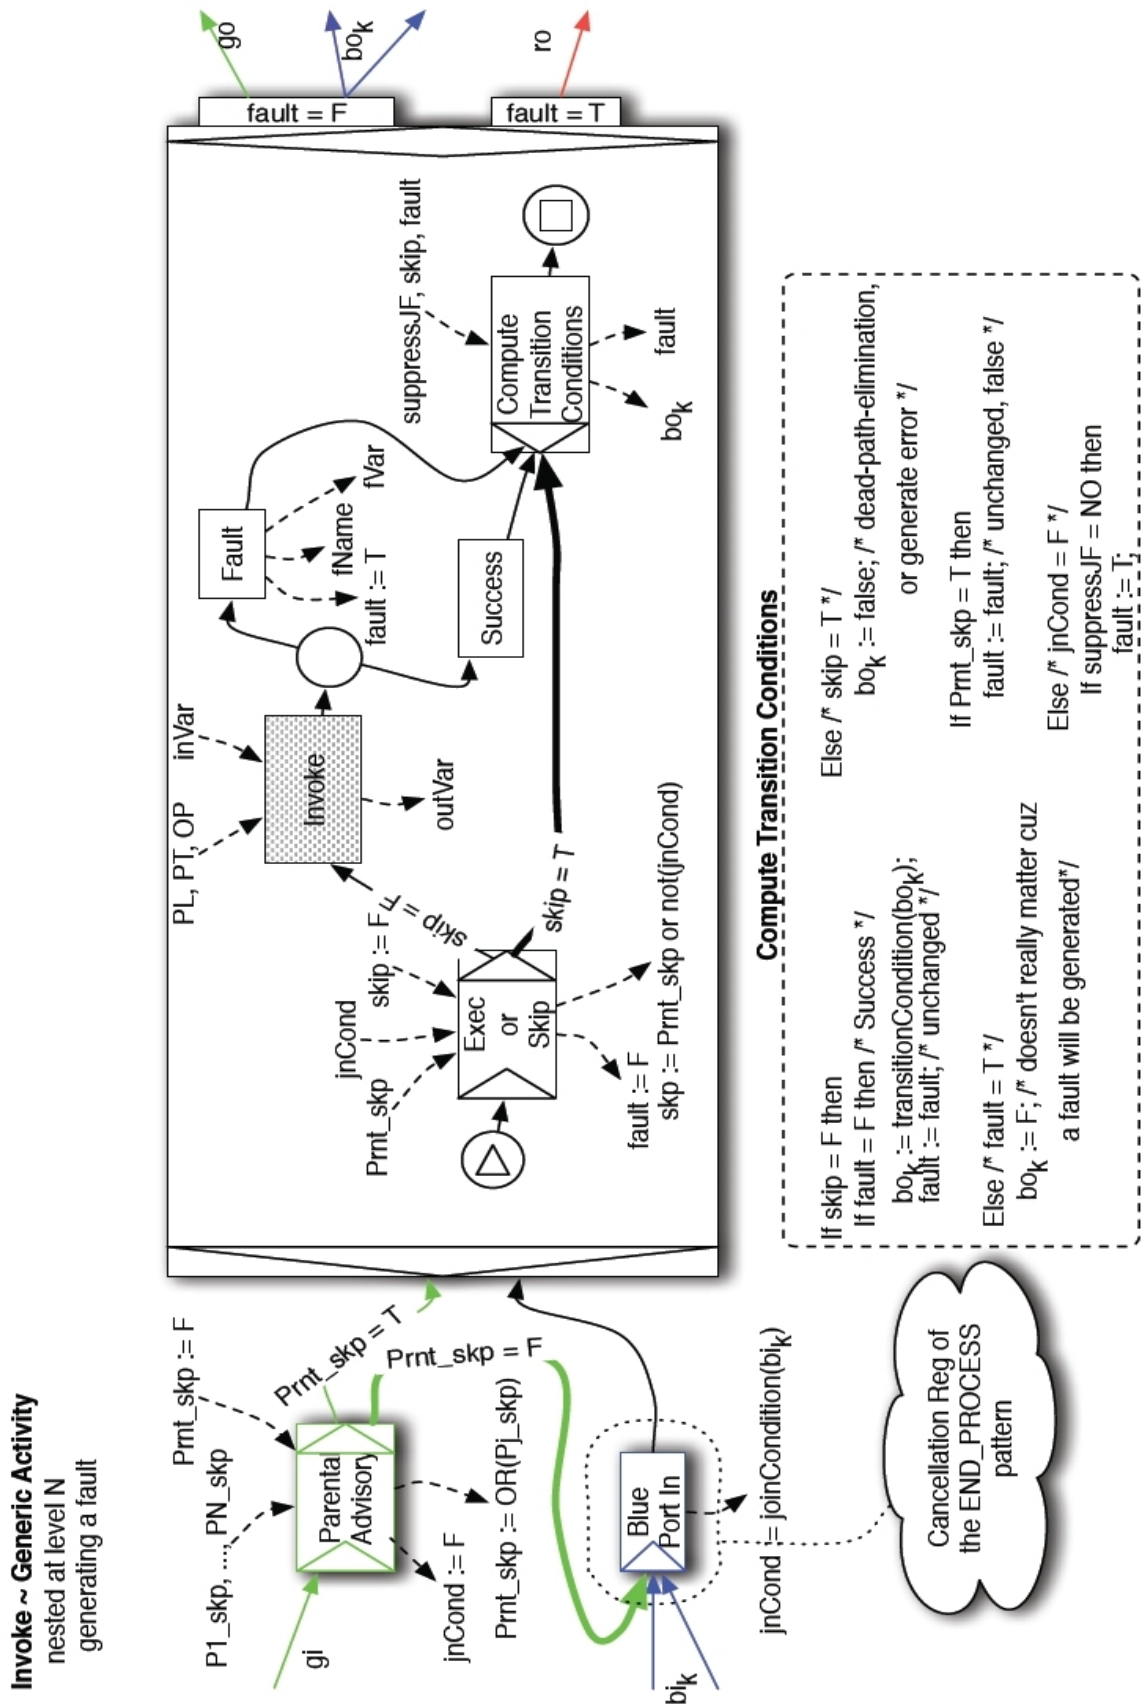 Invoke ~ Generic Activity
nested at level N
generating a fault
gi
P1_skp, ..., PN_skp
Prnt_skp := F
Parental
Advisory
jnCond := F
Prnt_skp := OR(Pj_skp)
Prnt_skp = T
Prnt_skp = F
bik
Blue
Port In
jnCond := joinCondition(bik)
Cancellation Reg of
the END_PROCESS
pattern
Prnt_skp
jnCond
skip := F
Exec
or
Skip
fault := F
skp := Prnt_skp or not(jnCond)
skip = F
skip = T
PL, PT, OP
inVar
Invoke
outVar
Fault
fault := T
fName
fVar
Success
suppressJF, skip, fault
Compute
Transition
Conditions
bok
fault
fault = F
fault = T
go
bok
ro
Compute Transition Conditions
If skip = F then
If fault = F then /* Success */
bok := transitionCondition(bok);
fault := fault; /* unchanged */
Else /* fault = T */
bok := F; /* doesn't really matter cuz
a fault will be generated*/
Else /* skip = T */
bok := false; /* dead-path-elimination,
or generate error */
If Prnt_skp = T then
fault := fault; /* unchanged, false */
Else /* jnCond = F */
If suppressJF = NO then
fault := T;